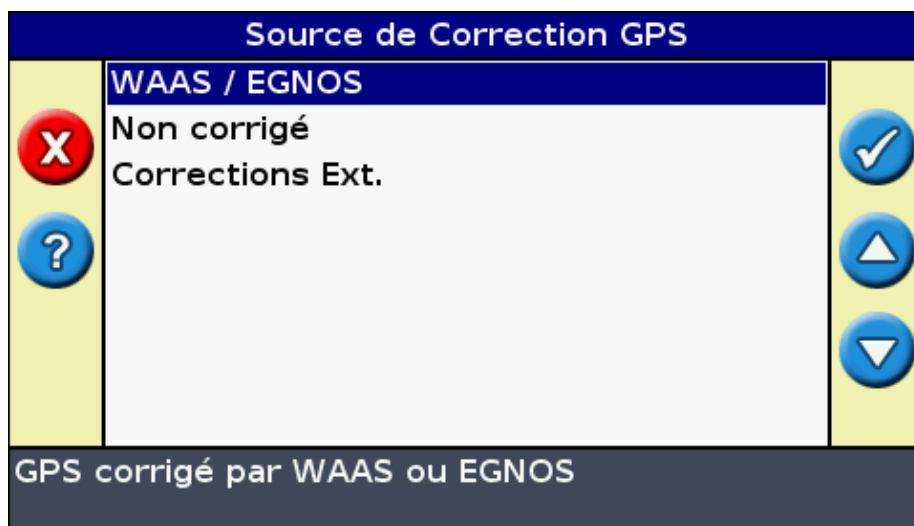 Source de Correction GPS
WAAS / EGNOS
Non corrigé
Corrections Ext.
X
?
GPS corrigé par WAAS ou EGNOS